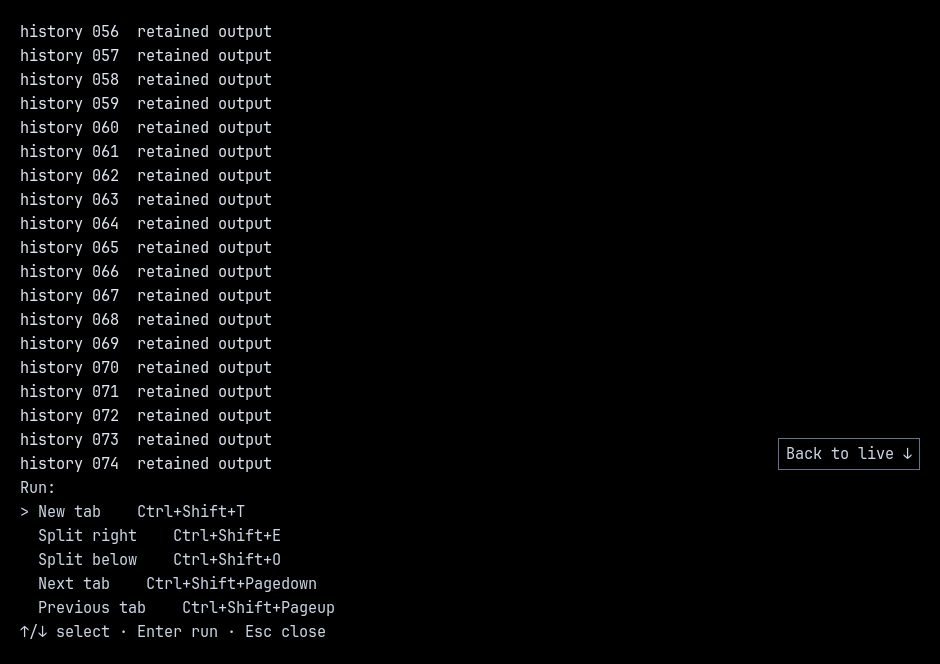 history 056  retained output
history 057  retained output
history 058  retained output
history 059  retained output
history 060  retained output
history 061  retained output
history 062  retained output
history 063  retained output
history 064  retained output
history 065  retained output
history 066  retained output
history 067  retained output
history 068  retained output
history 069  retained output
history 070  retained output
history 071  retained output
history 072  retained output
history 073  retained output
Back to live ↓
history 074  retained output
Run:
> New tab    Ctrl+Shift+T
  Split right    Ctrl+Shift+E
  Split below    Ctrl+Shift+O
  Next tab    Ctrl+Shift+Pagedown
  Previous tab    Ctrl+Shift+Pageup
↑/↓ select · Enter run · Esc close